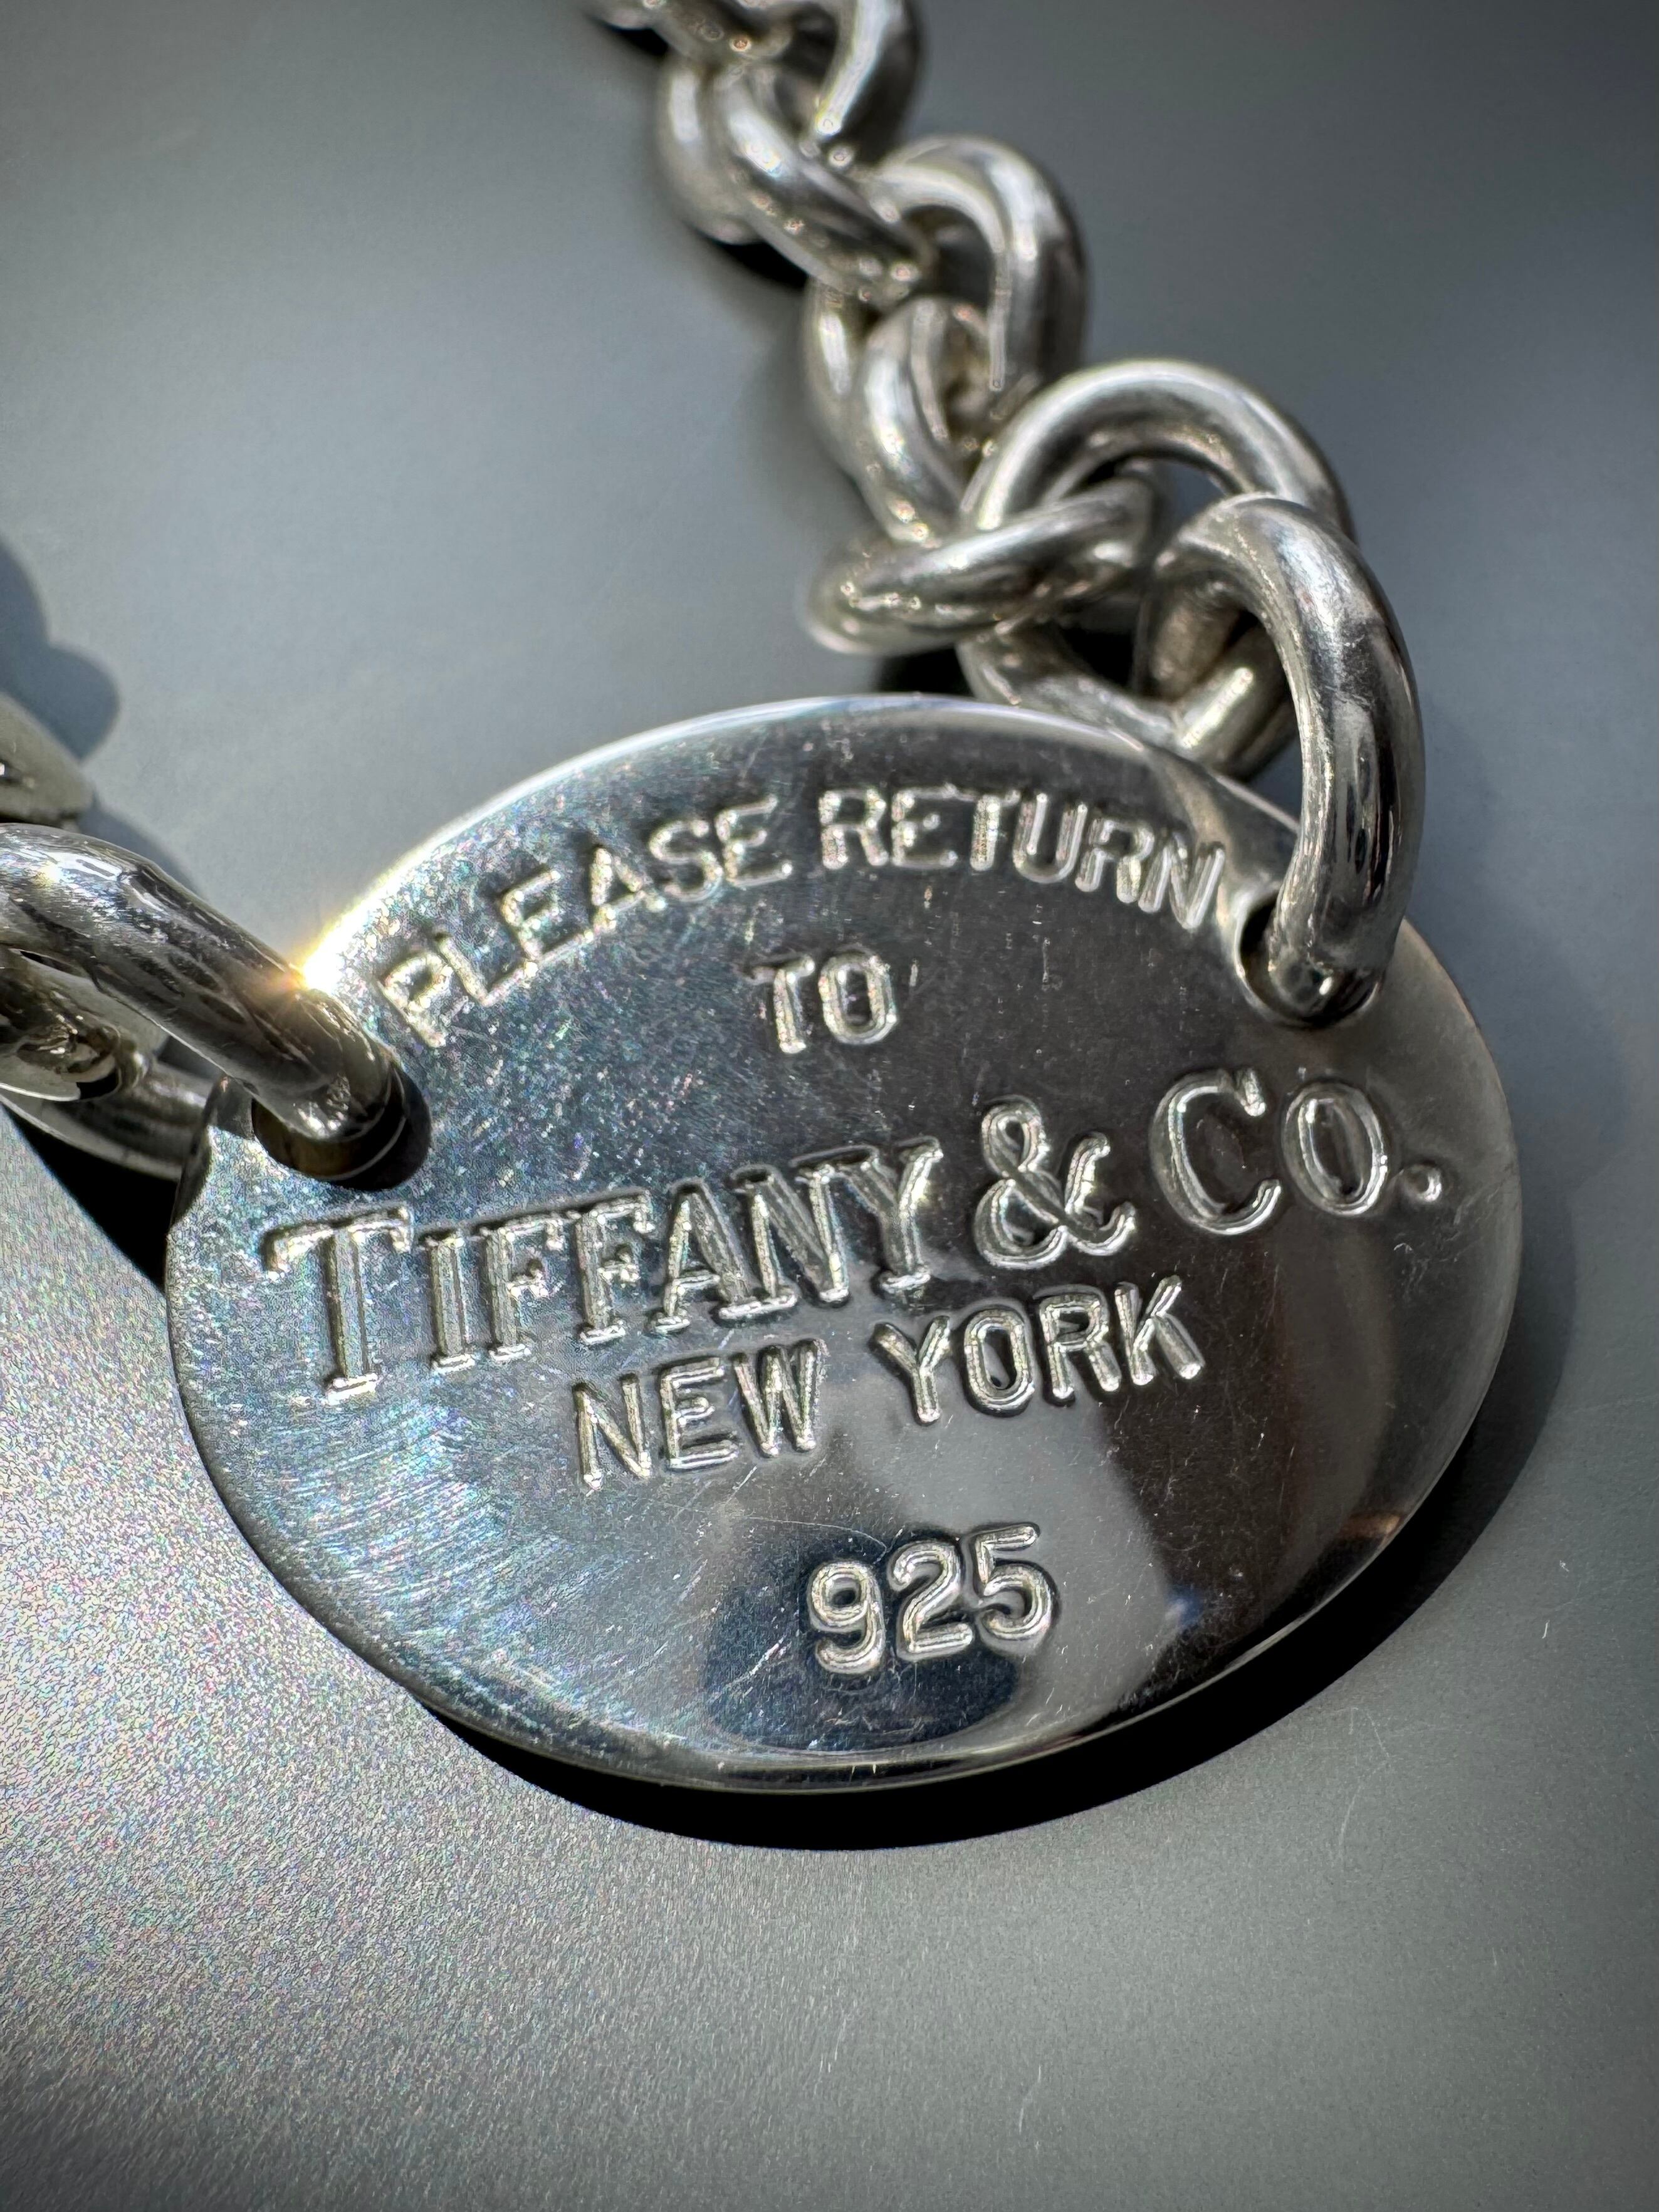 PLEASE RETURN
TO
TIFFANY & CO.
NEW YORK
925